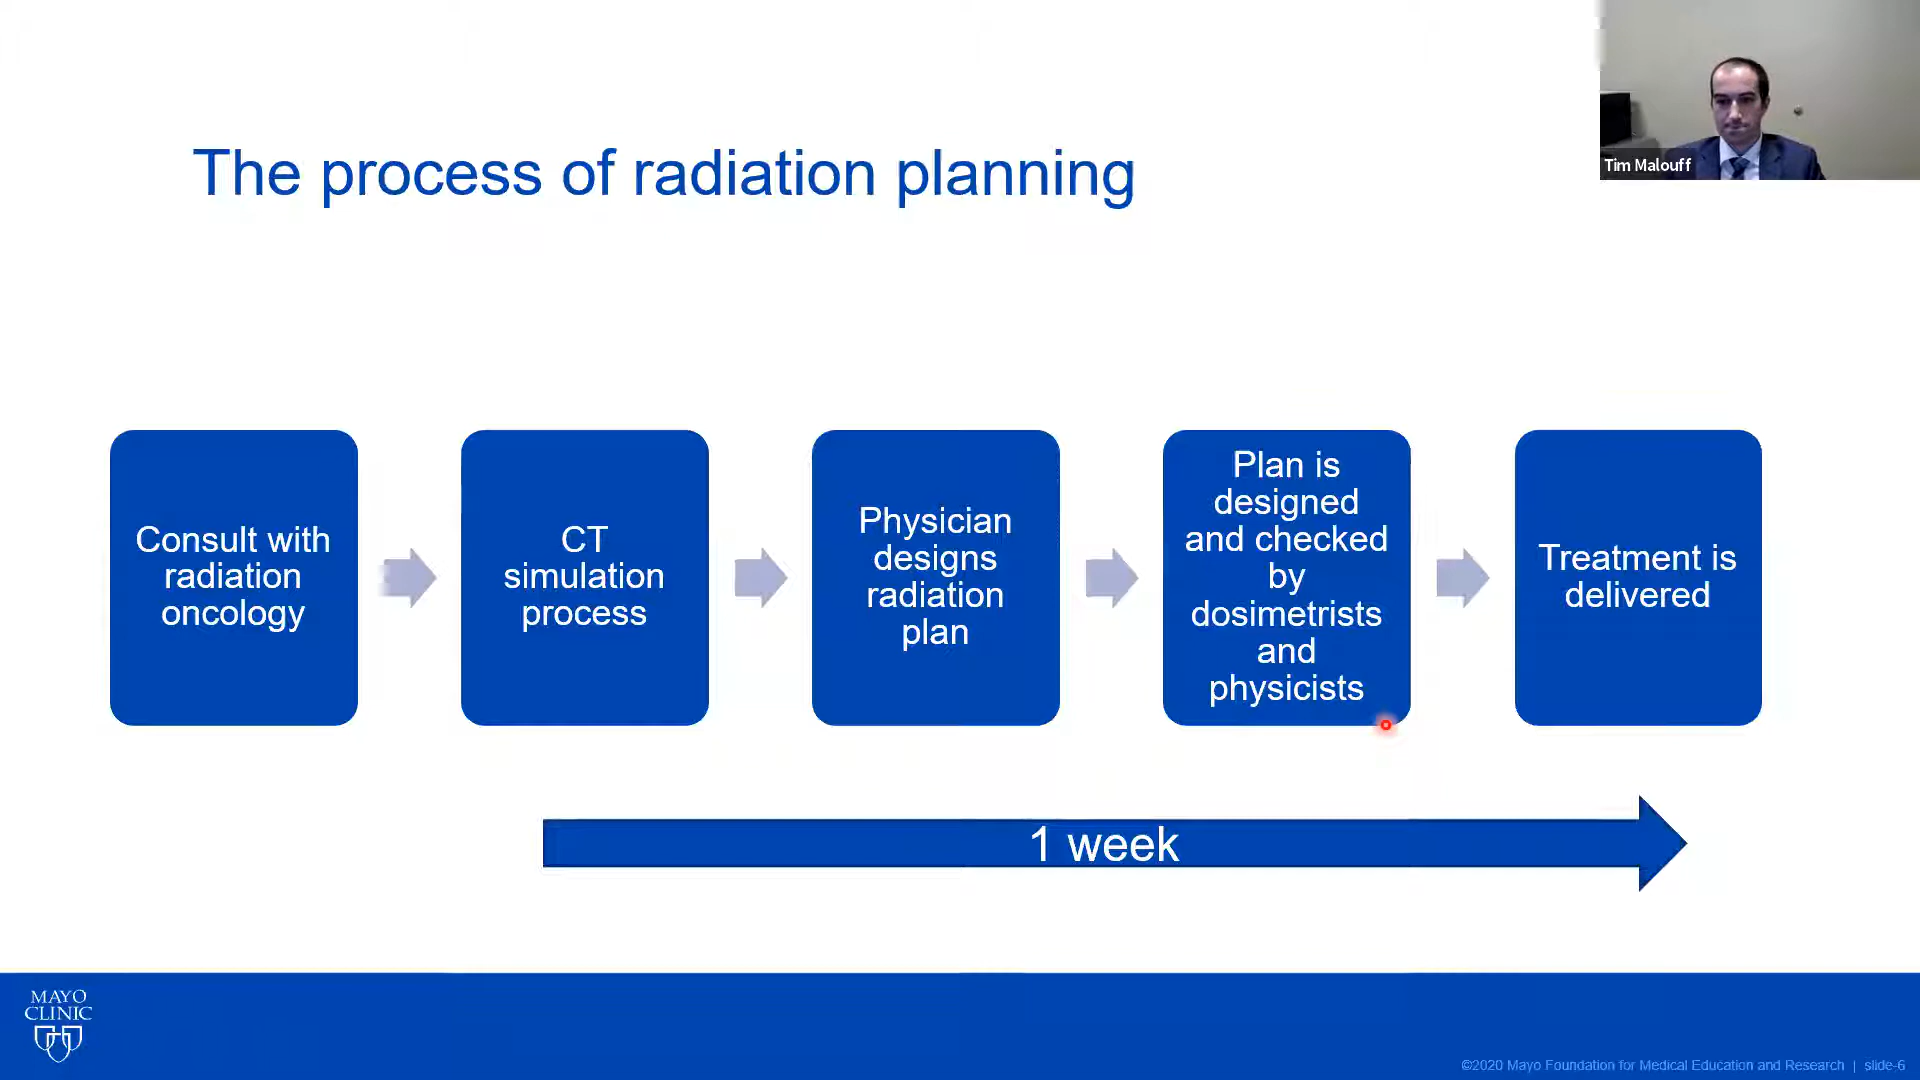 Tim Malouff
The process of radiation planning
Consult with
radiation
oncology
CT
simulation
process
Physician
designs
radiation
plan
Plan is
designed
and checked
by
dosimetrists
and
physicists
Treatment is
delivered
1 week
MAYO
CLINIC
©2020 Mayo Foundation for Medical Education and Research | slide-6